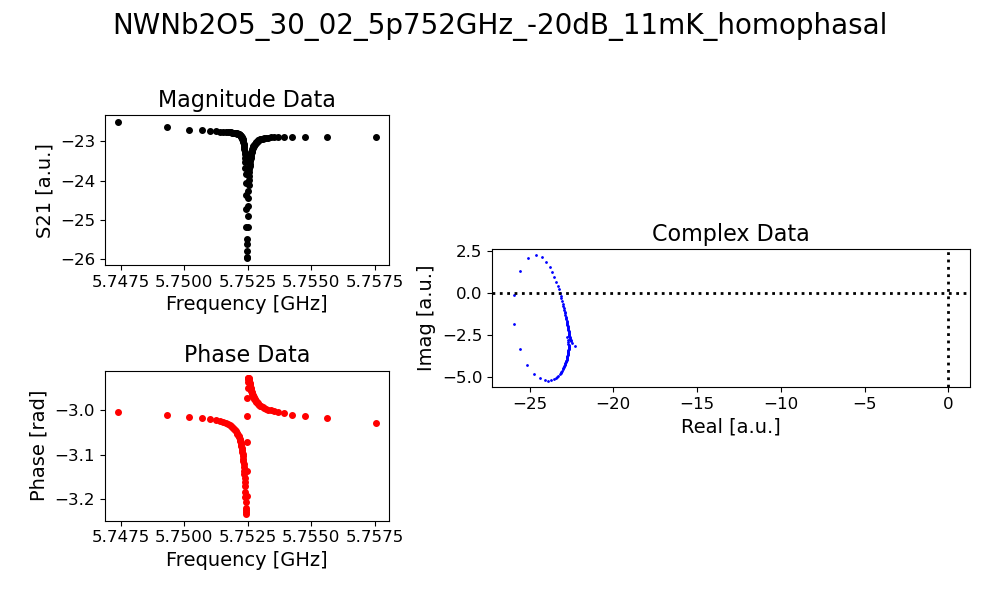 NWNb2O5_30_02_5p752GHz_-20dB_11mK_homophasal
Magnitude Data
S21 [a.u.]
−23
−24
−25
−26
5.7475 5.7500 5.7525 5.7550 5.7575
Frequency [GHz]
Phase Data
Phase [rad]
−3.0
−3.1
−3.2
5.7475 5.7500 5.7525 5.7550 5.7575
Frequency [GHz]
Complex Data
Imag [a.u.]
2.5
0.0
−2.5
−5.0
−25 −20 −15 −10 −5 0
Real [a.u.]